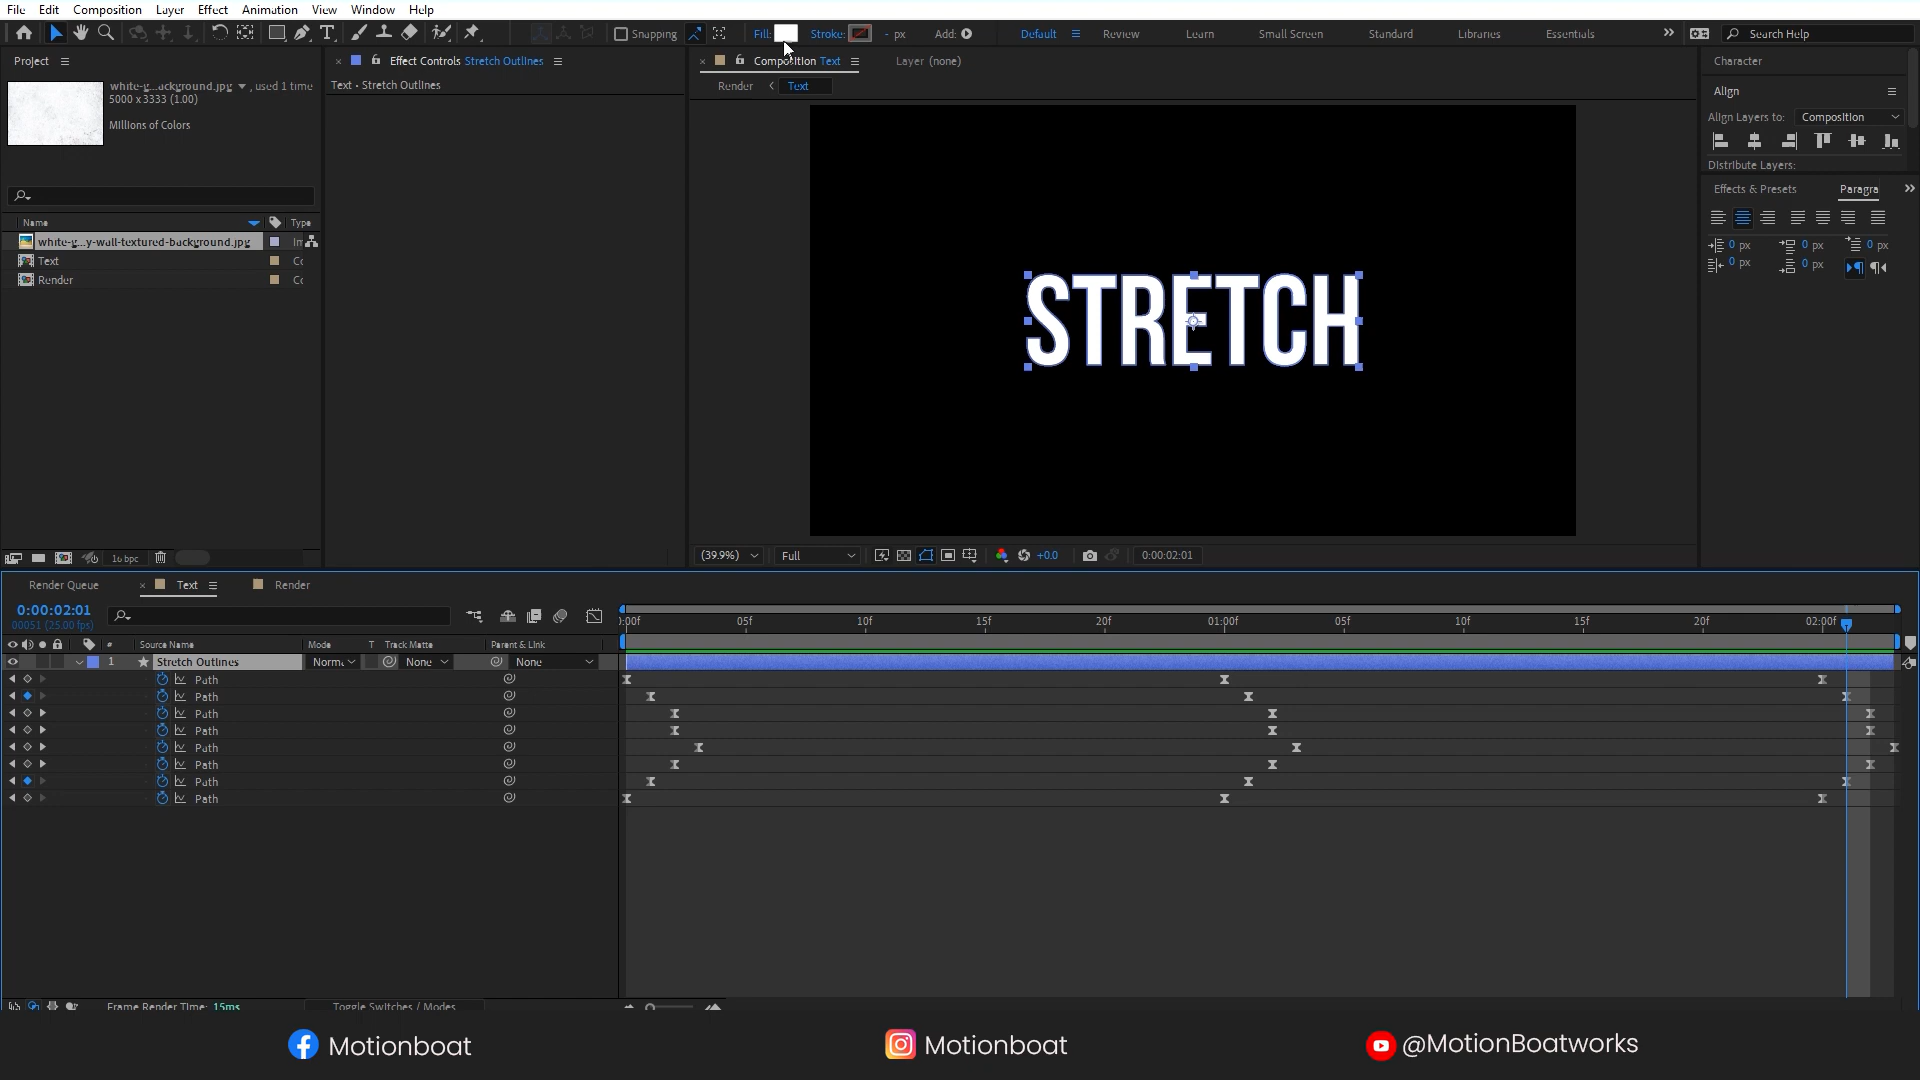 File Edit Composition Layer Effect Animation View Window Help
Snapping Fill: Stroke: - px Add: Default Review Learn Small Screen Standard Libraries Essentials Search Help
Project
white-g...ackground.jpg , used 1 time
5000 x 3333 (1.00)
Millions of Colors
Name Type
white-g...y-wall-textured-background.jpg
Text
Render
16 bpc
Effect Controls Stretch Outlines
Text • Stretch Outlines
Composition Text Layer (none)
Render Text
STRETCH
(39.9%) Full +0.0 0:00:02:01
Character
Align
Align Layers to: Composition
Distribute Layers:
Effects & Presets Paragra
0 px 0 px 0 px
0 px 0 px
Render Queue Text Render
0:00:02:01
00051 (25.00 fps)
:00f 05f 10f 15f 20f 01:00f 05f 10f 15f 20f 02:00f
# Source Name Mode T Track Matte Parent & Link
1 Stretch Outlines None None
Path
Path
Path
Path
Path
Path
Path
Path
Frame Render Time: 15ms Toggle Switches / Modes
Motionboat Motionboat @MotionBoatworks